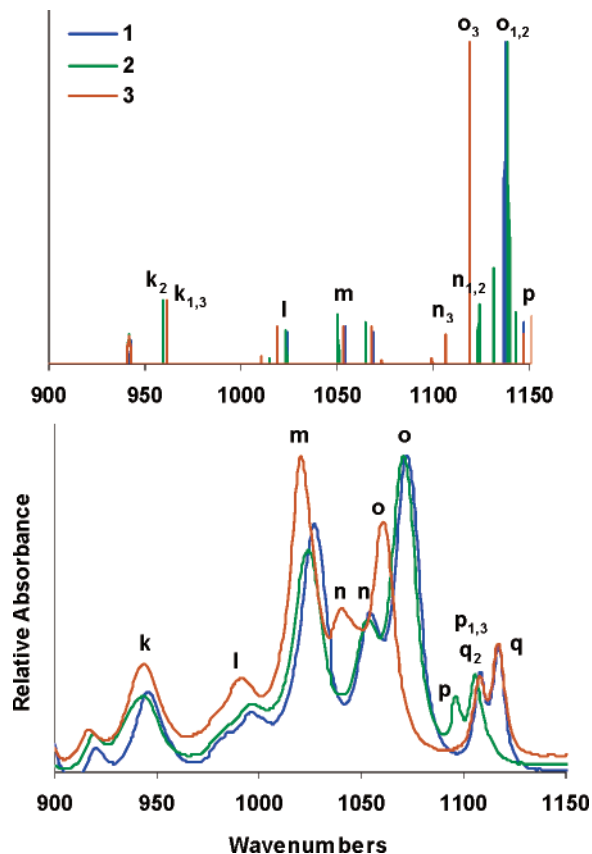 1
2
3
o3
o1,2
k2
k1,3
l
m
n3
n1,2
p
900 950 1000 1050 1100 1150
Relative Absorbance
k
l
m
n
o
n
o
p
p1,3
q2
q
900 950 1000 1050 1100 1150
Wavenumbers